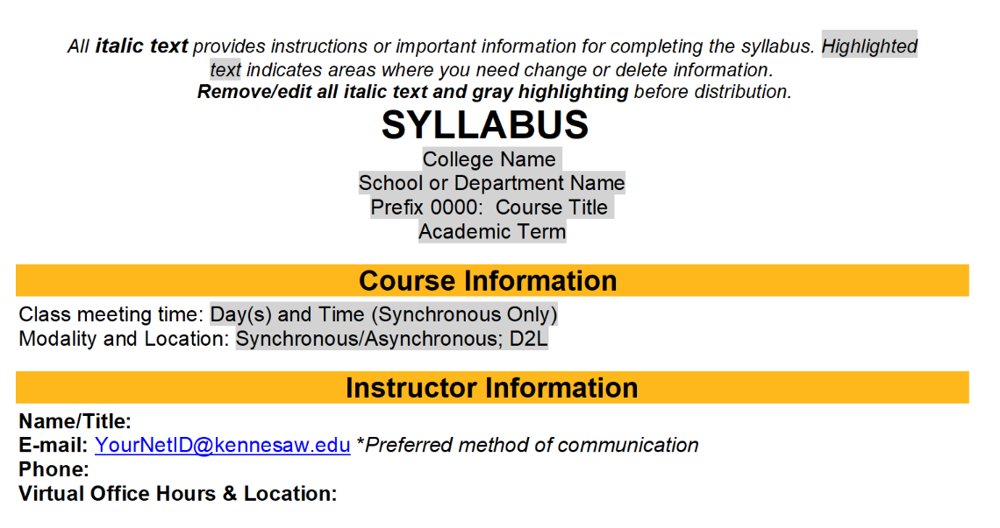 All italic text provides instructions or important information for completing the syllabus. Highlighted
text indicates areas where you need change or delete information.
Remove/edit all italic text and gray highlighting before distribution.
SYLLABUS
College Name
School or Department Name
Prefix 0000:  Course Title
Academic Term
Course Information
Class meeting time: Day(s) and Time (Synchronous Only)
Modality and Location: Synchronous/Asynchronous; D2L
Instructor Information
Name/Title:
E-mail: YourNetID@kennesaw.edu *Preferred method of communication
Phone:
Virtual Office Hours & Location: